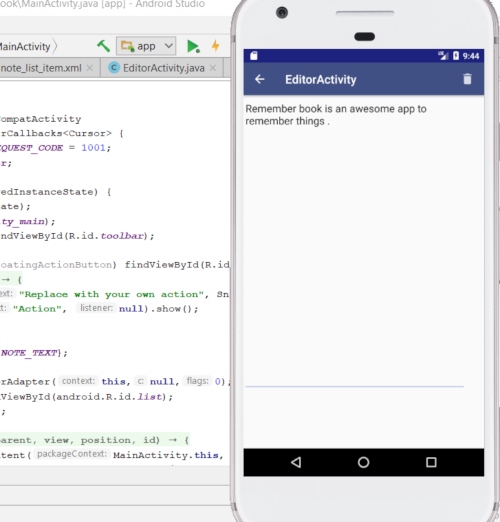 ook\MainActivity.java [app] - Android Studio
MainActivity
app
note_list_item.xml × C EditorActivity.java ×
ompatActivity
rCallbacks<Cursor> {
EQUEST_CODE = 1001;
r;
edInstanceState) {
ate);
ty_main);
ndViewById(R.id.toolbar);
oatingActionButton) findViewById(R.id
→ {
ext: "Replace with your own action", Sn
t: "Action", listener: null).show();
NOTE_TEXT};
rAdapter( context: this, c: null, flags: 0);
ViewById(android.R.id.list);
;
arent, view, position, id) → {
tent( packageContext: MainActivity.this,
9:44
EditorActivity
Remember book is an awesome app to
remember things .